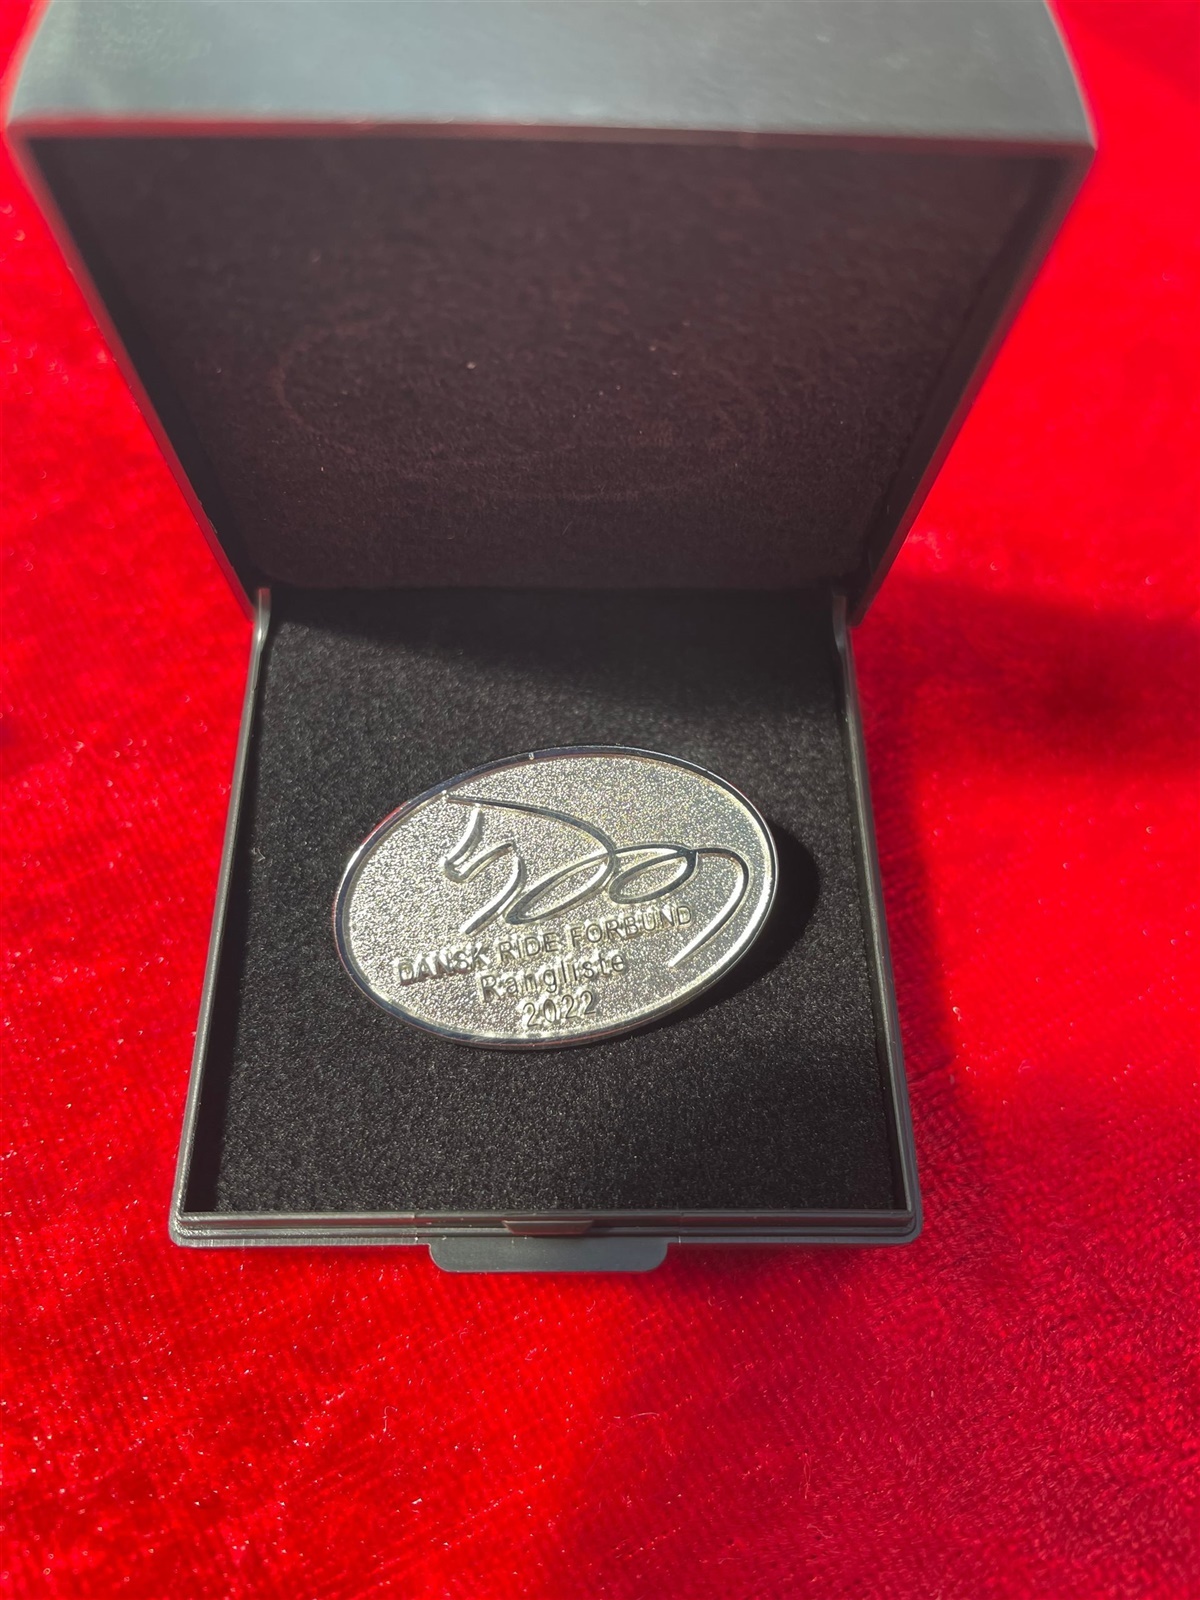 DANSK RIDE FORBUND
Rangliste
2022